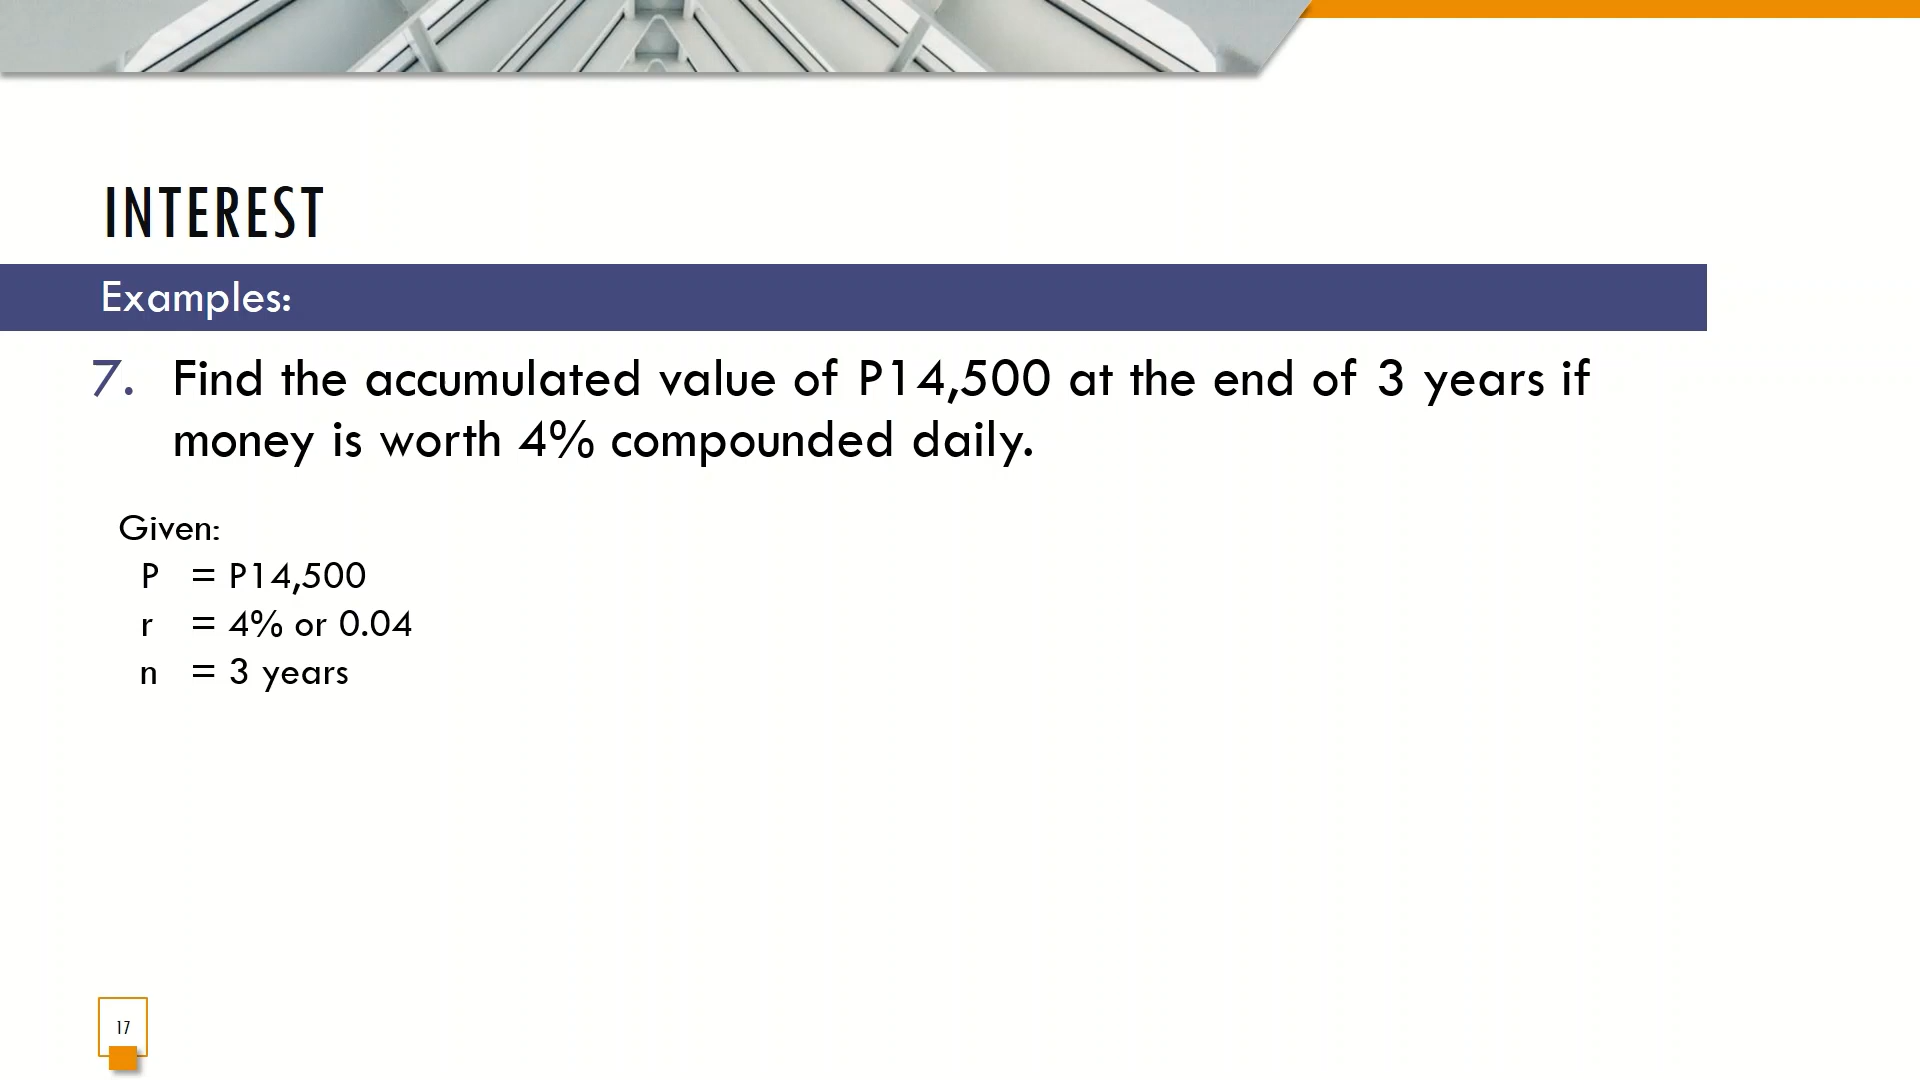 INTEREST
Examples:
7. Find the accumulated value of P14,500 at the end of 3 years if
money is worth 4% compounded daily.
Given:
P = P14,500
r = 4% or 0.04
n = 3 years
17